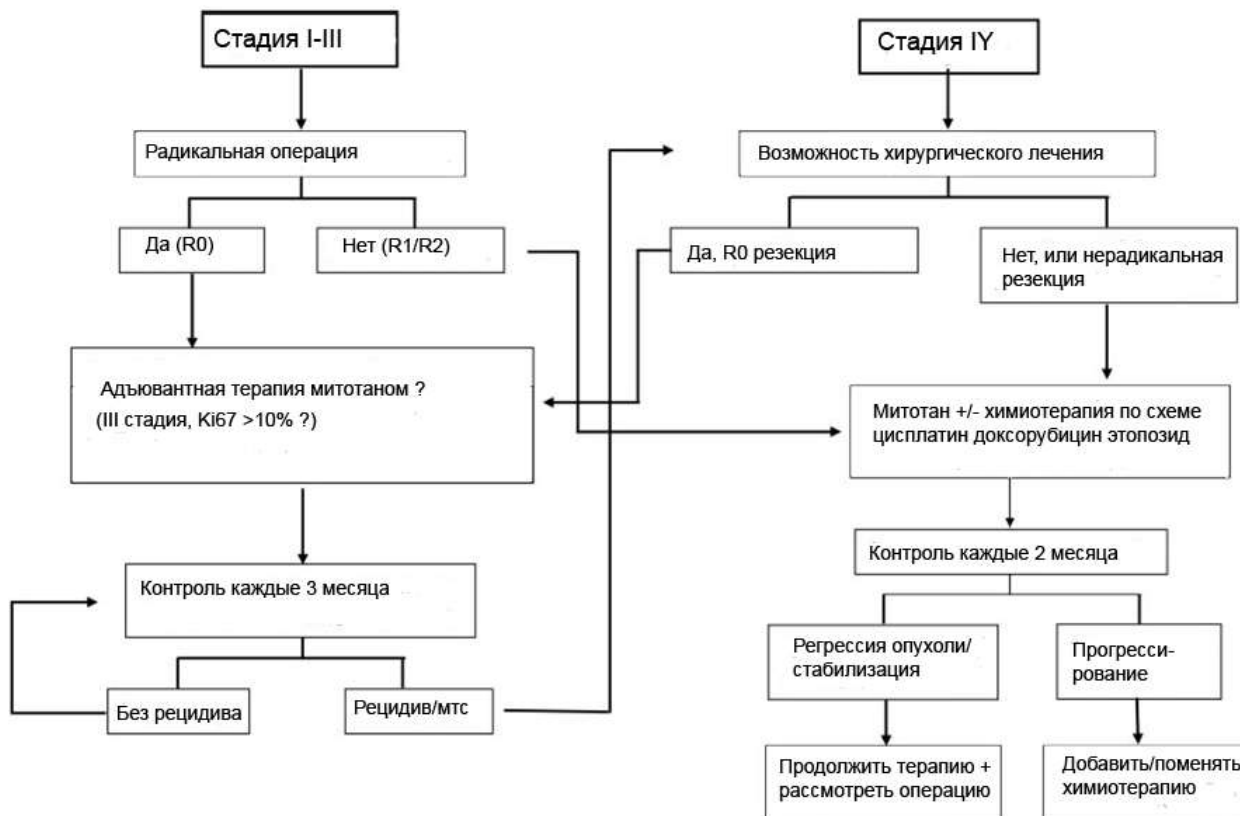 Стадия I-III
Стадия IY
Радикальная операция
Возможность хирургического лечения
Да (R0)
Нет (R1/R2)
Да, R0 резекция
Нет, или нерадикальная
резекция
Адъювантная терапия митотаном ?
(III стадия, Ki67 >10% ?)
Митотан +/- химиотерапия по схеме
цисплатин доксорубицин этопозид
Контроль каждые 3 месяца
Контроль каждые 2 месяца
Без рецидива
Рецидив/мтс
Регрессия опухоли/
стабилизация
Прогресси-
рование
Продолжить терапию +
рассмотреть операцию
Добавить/поменять
химиотерапию